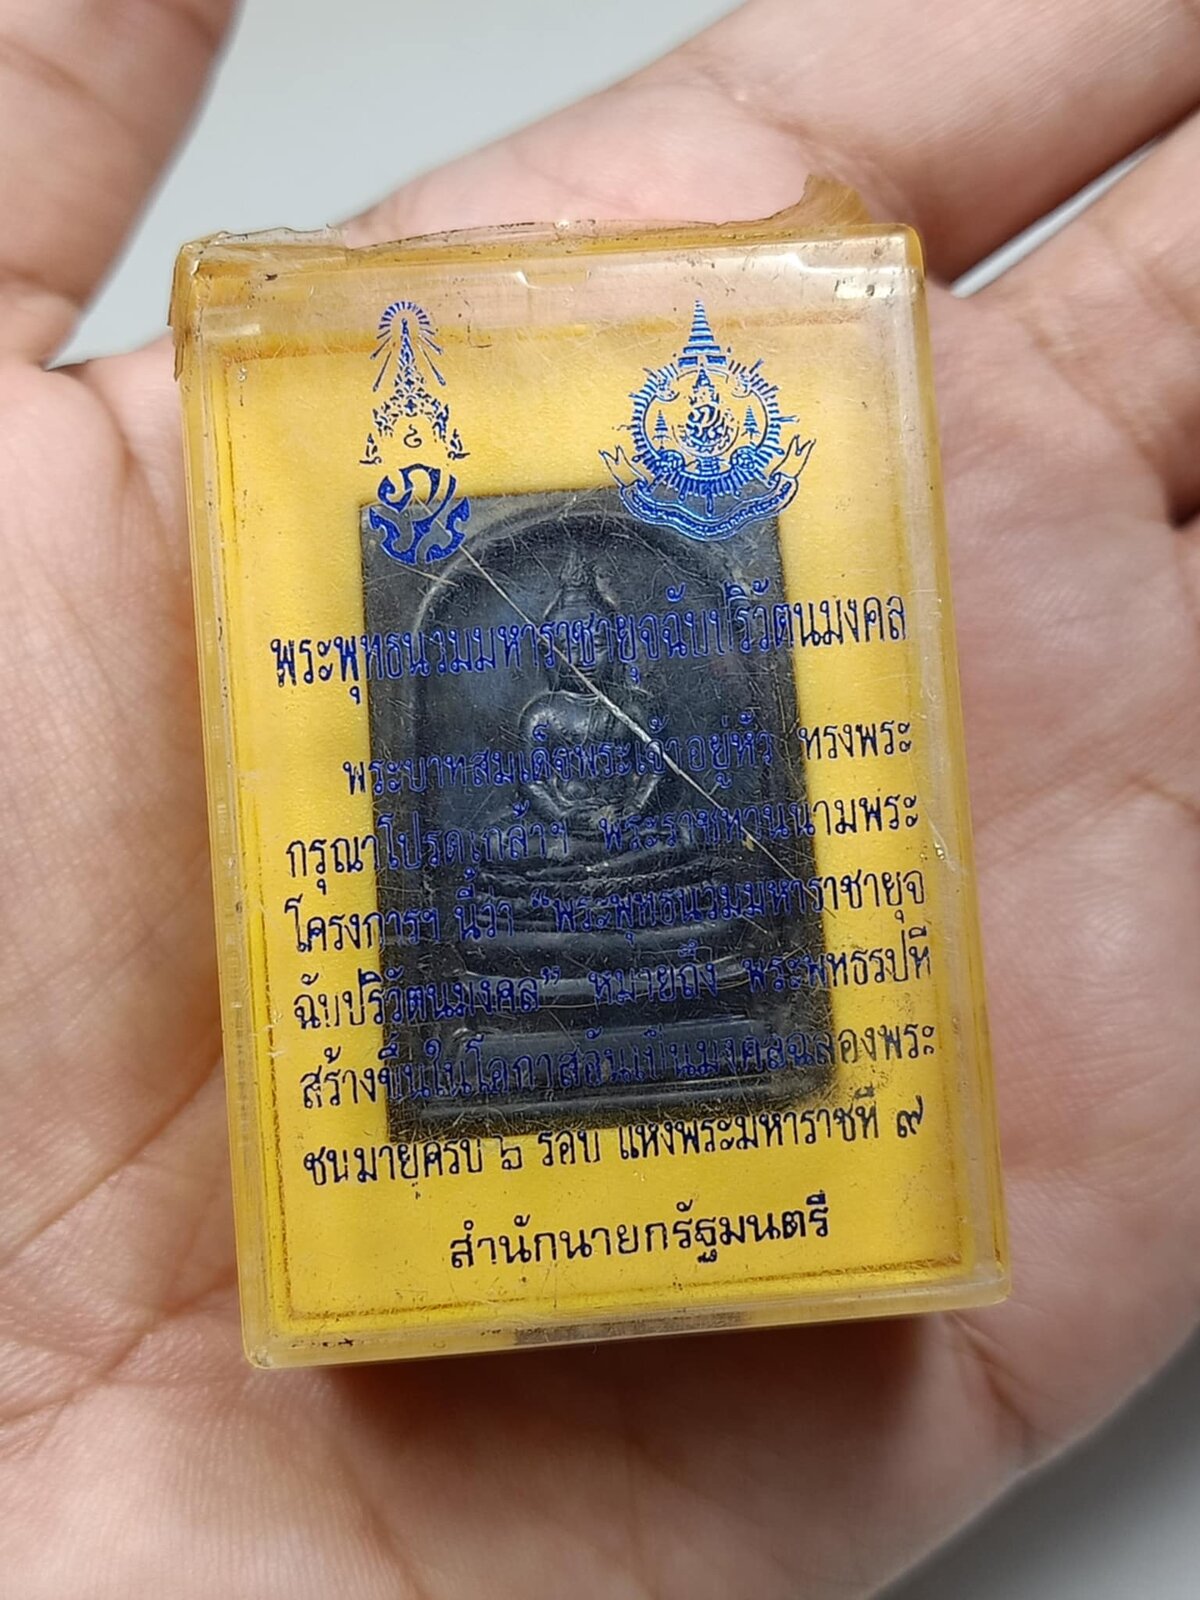 พระพุทธนวมมหาราชายุจฉับปริวัตนมงคล
พระบาทสมเด็จพระเจ้าอยู่หัว ทรงพระ
กรุณาโปรดเกล้าฯ พระราชทานนามพระ
โครงการฯ นี้ว่า "พระพุทธนวมมหาราชายุจ
ฉับปริวัตนมงคล" หมายถึง พระพุทธรูปที่
สร้างขึ้นในโอกาสอันเป็นมงคลฉลองพระ
ชนมายุครบ ๖ รอบ แห่งพระมหาราชที่ ๙
สำนักนายกรัฐมนตรี